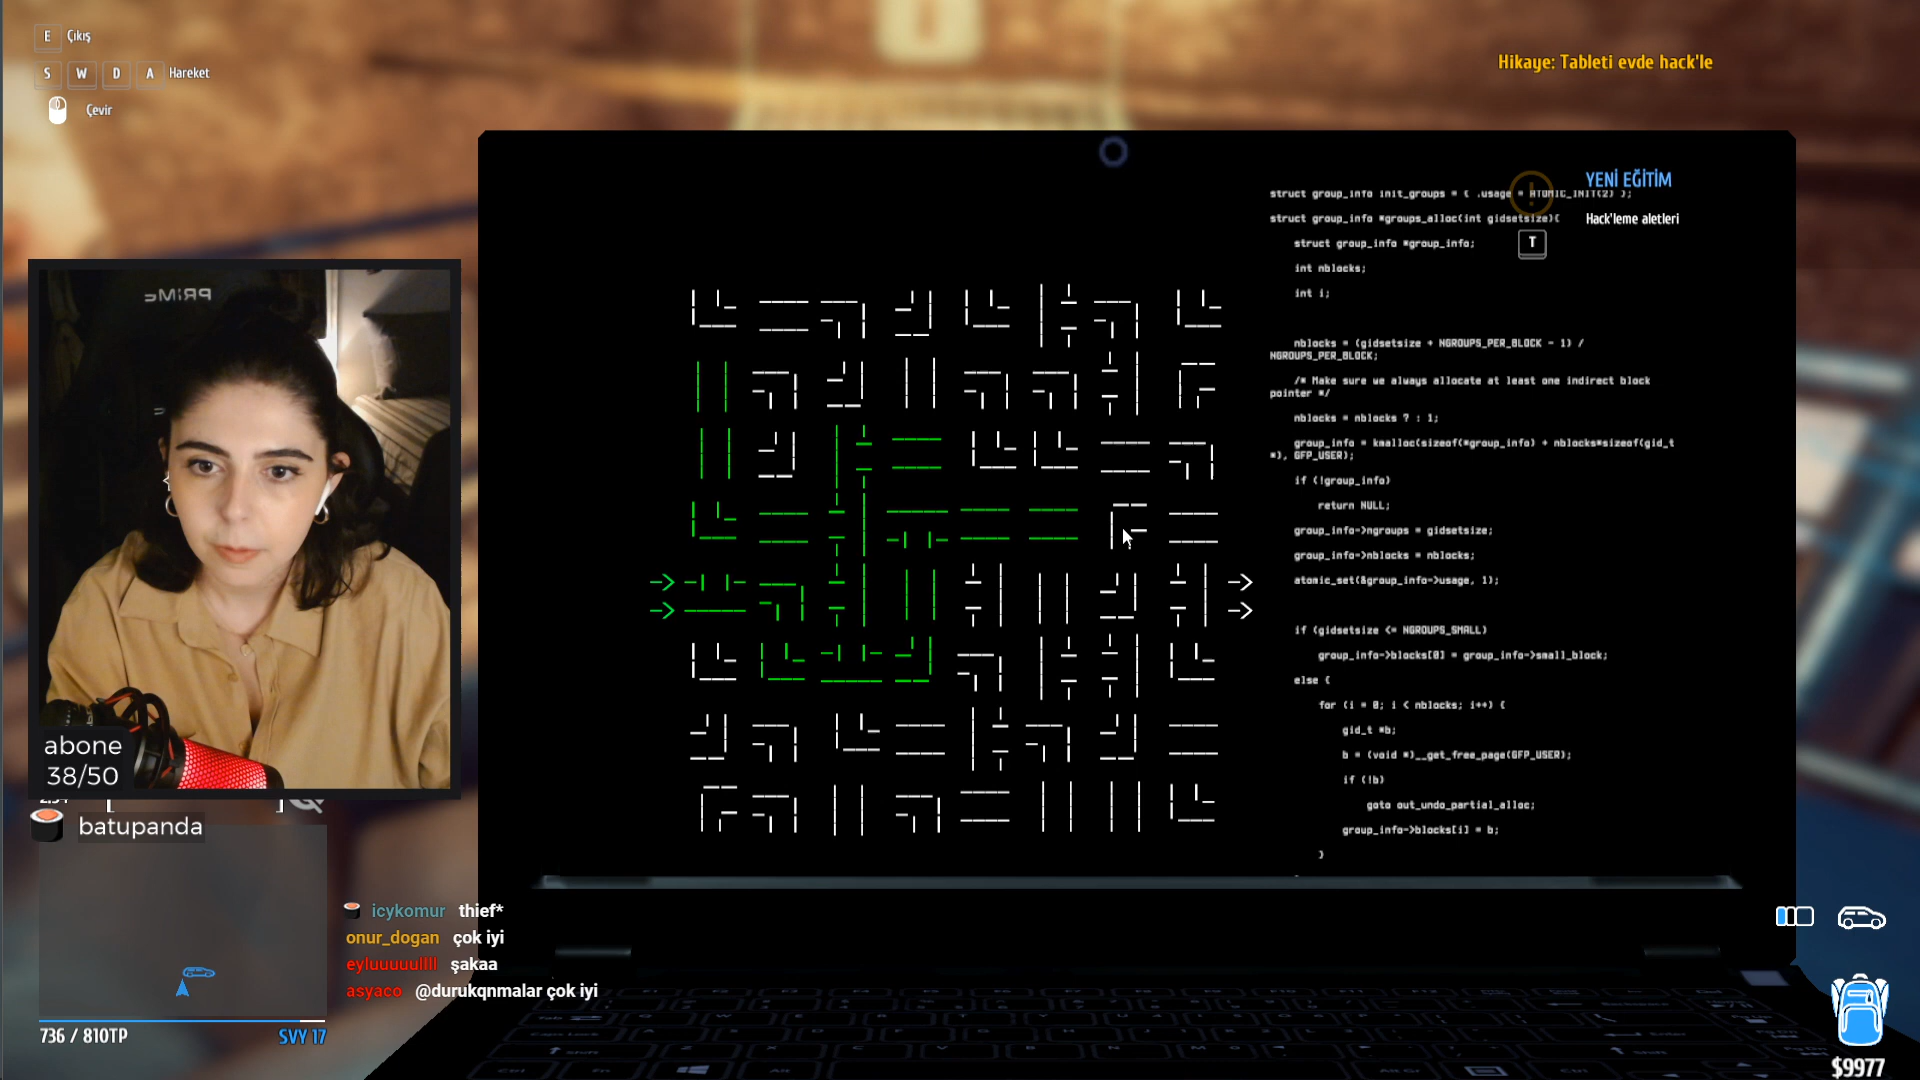 E Çıkış
S W D A Hareket
Çevir
Hikaye: Tableti evde hack'le
YENİ EĞİTİM
Hack'leme aletleri
T
struct group_info init_groups = { .usage = ATOMIC_INIT(2) };
struct group_info *groups_alloc(int gidsetsize){
struct group_info *group_info;
int nblocks;
int i;
nblocks = (gidsetsize + NGROUPS_PER_BLOCK - 1) /
NGROUPS_PER_BLOCK;
/* Make sure we always allocate at least one indirect block
pointer */
nblocks = nblocks ? : 1;
group_info = kmalloc(sizeof(*group_info) + nblocks*sizeof(gid_t
*), GFP_USER);
if (!group_info)
return NULL;
group_info->ngroups = gidsetsize;
group_info->nblocks = nblocks;
atomic_set(&group_info->usage, 1);
if (gidsetsize <= NGROUPS_SMALL)
group_info->blocks[0] = group_info->small_block;
else {
for (i = 0; i < nblocks; i++) {
gid_t *b;
b = (void *)__get_free_page(GFP_USER);
if (!b)
goto out_undo_partial_alloc;
group_info->blocks[i] = b;
}
PRiME
abone
38/50
batupanda
icykomur thief*
onur_dogan çok iyi
eyluuuuullll şakaa
asyaco @durukqnmalar çok iyi
736 / 810TP
SVY 17
$9977